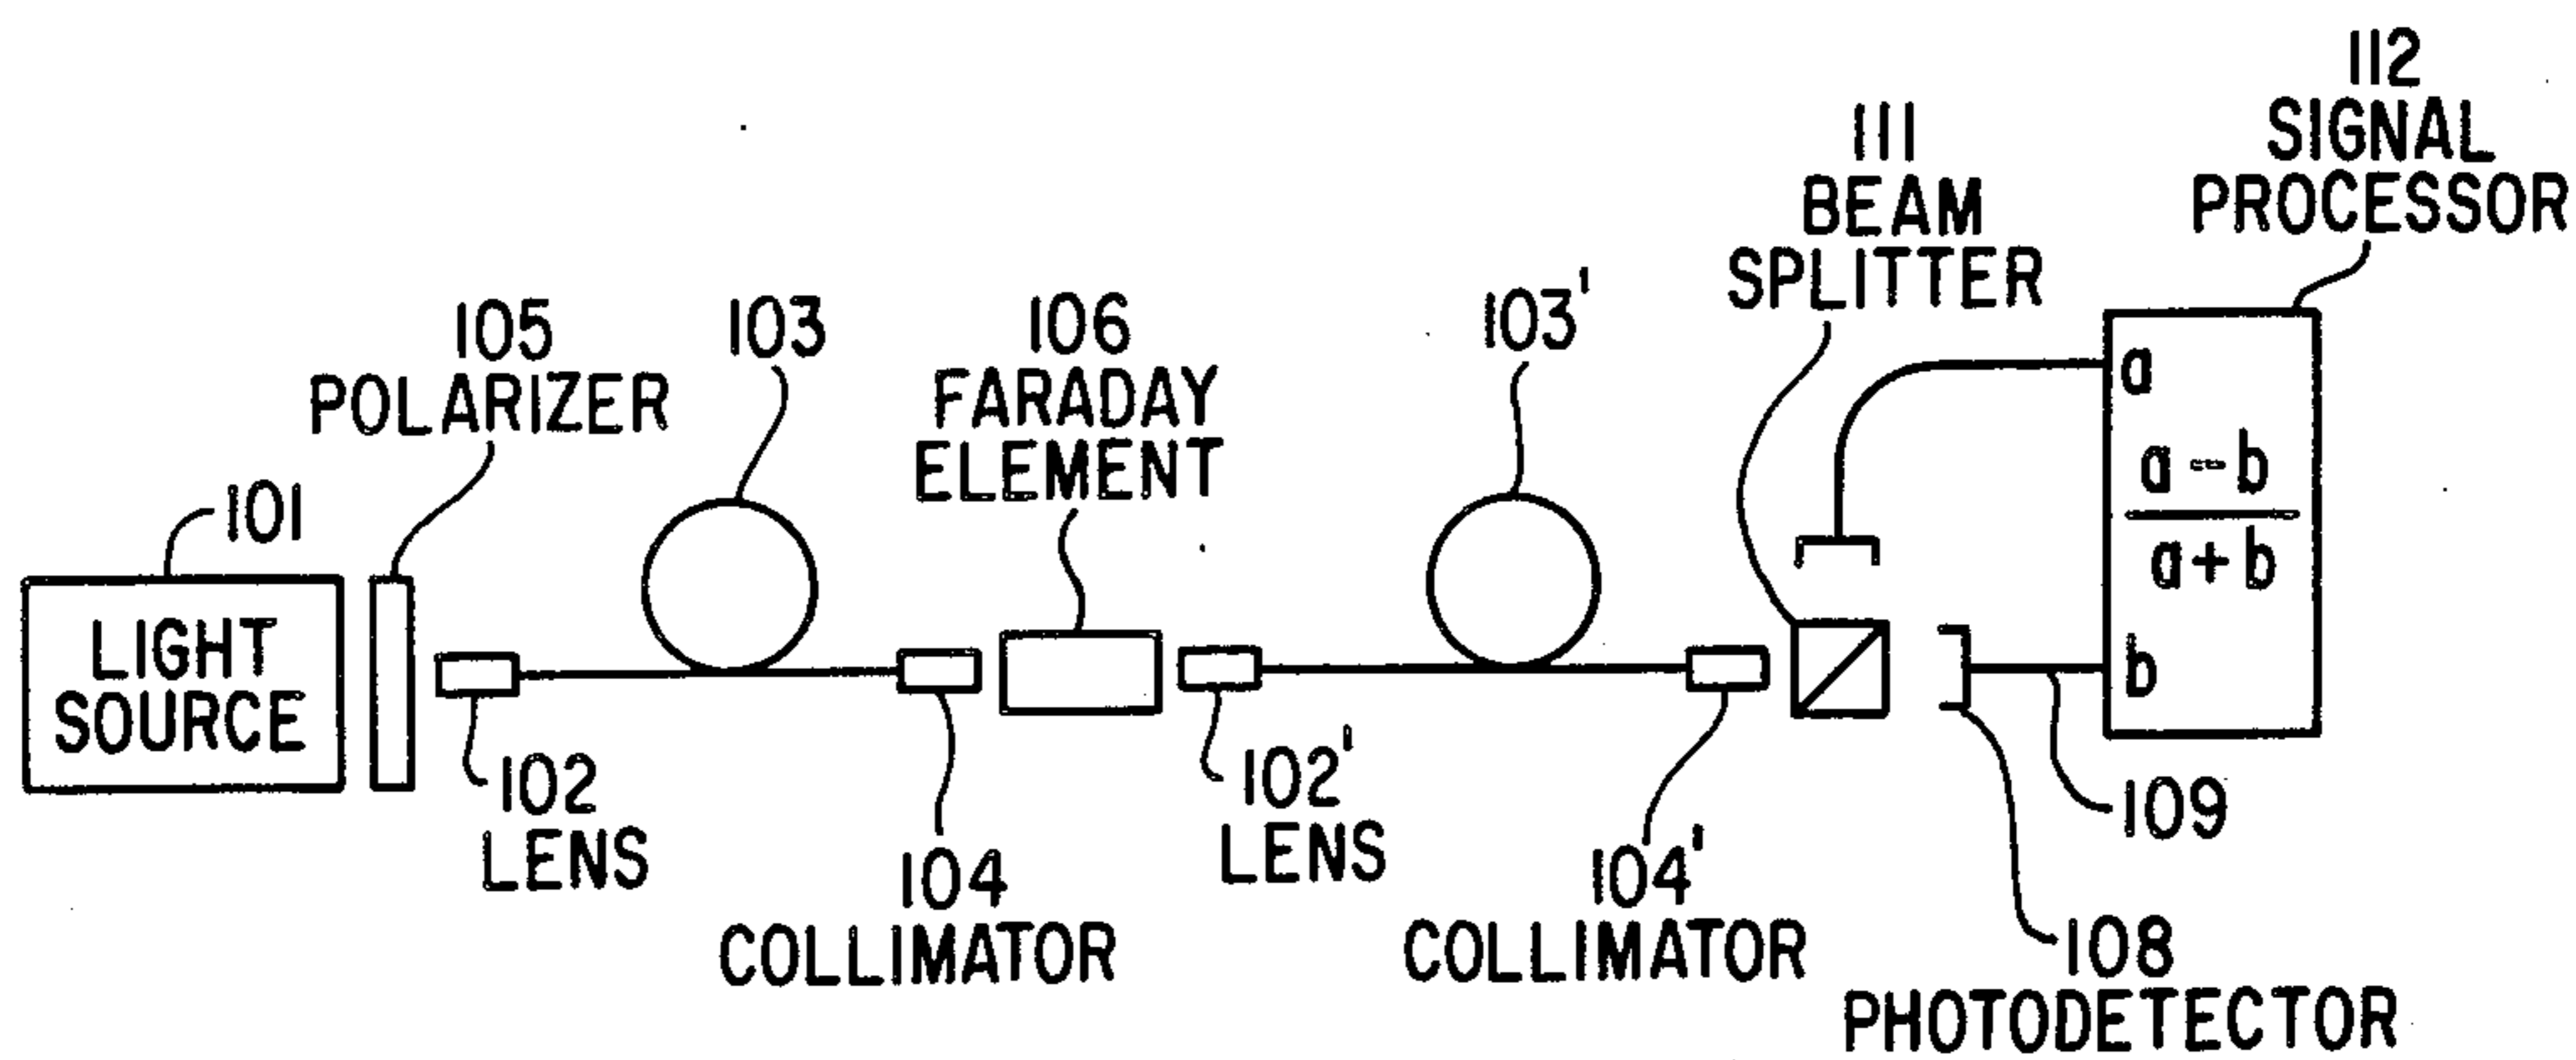 112
SIGNAL
PROCESSOR
111
BEAM
SPLITTER
103'
106
FARADAY
ELEMENT
103
105
POLARIZER
101
LIGHT
SOURCE
a
a - b
a + b
b
102
LENS
104
COLLIMATOR
102'
LENS
104'
COLLIMATOR
109
108
PHOTODETECTOR